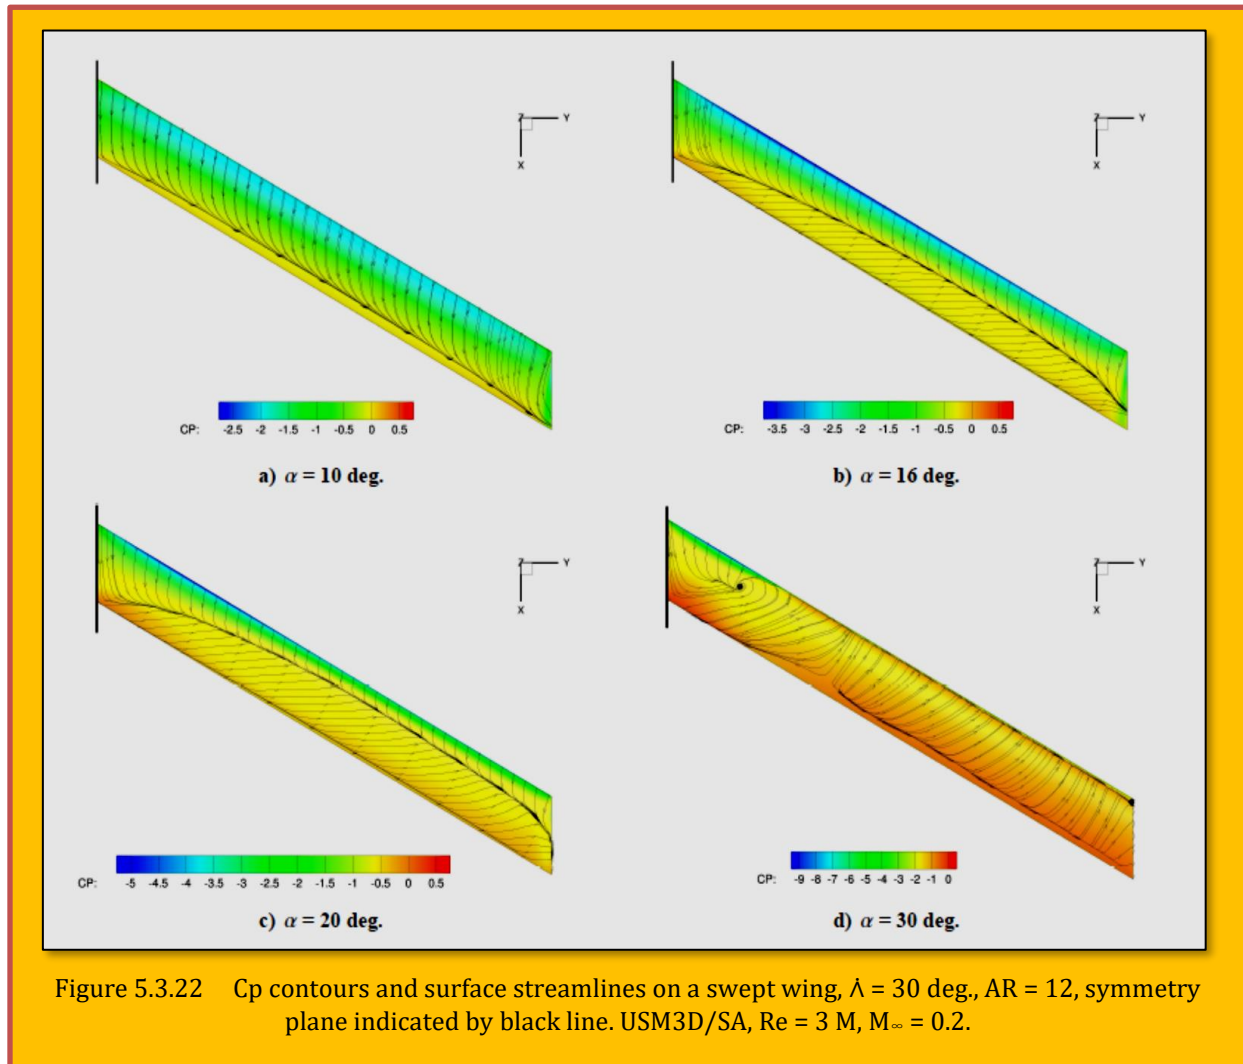 Z Y
X
CP: -2.5 -2 -1.5 -1 -0.5 0 0.5
a) α = 10 deg.
Z Y
X
CP: -3.5 -3 -2.5 -2 -1.5 -1 -0.5 0 0.5
b) α = 16 deg.
Z Y
X
CP: -5 -4.5 -4 -3.5 -3 -2.5 -2 -1.5 -1 -0.5 0 0.5
c) α = 20 deg.
Z Y
X
CP: -9 -8 -7 -6 -5 -4 -3 -2 -1 0
d) α = 30 deg.
Figure 5.3.22 Cp contours and surface streamlines on a swept wing, Ʌ = 30 deg., AR = 12, symmetry
plane indicated by black line. USM3D/SA, Re = 3 M, M∞ = 0.2.